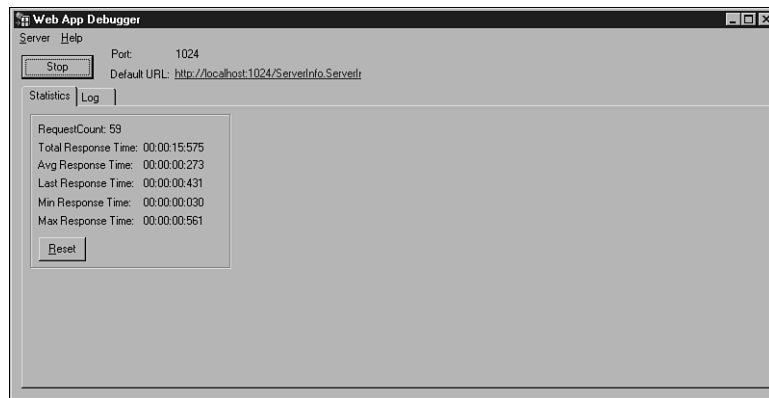 Web App Debugger
Server Help
Stop
Port: 1024
Default URL: http://localhost:1024/ServerInfo.ServerIr
Statistics Log
RequestCount: 59
Total Response Time: 00:00:15:575
Avg Response Time: 00:00:00:273
Last Response Time: 00:00:00:431
Min Response Time: 00:00:00:030
Max Response Time: 00:00:00:561
Reset